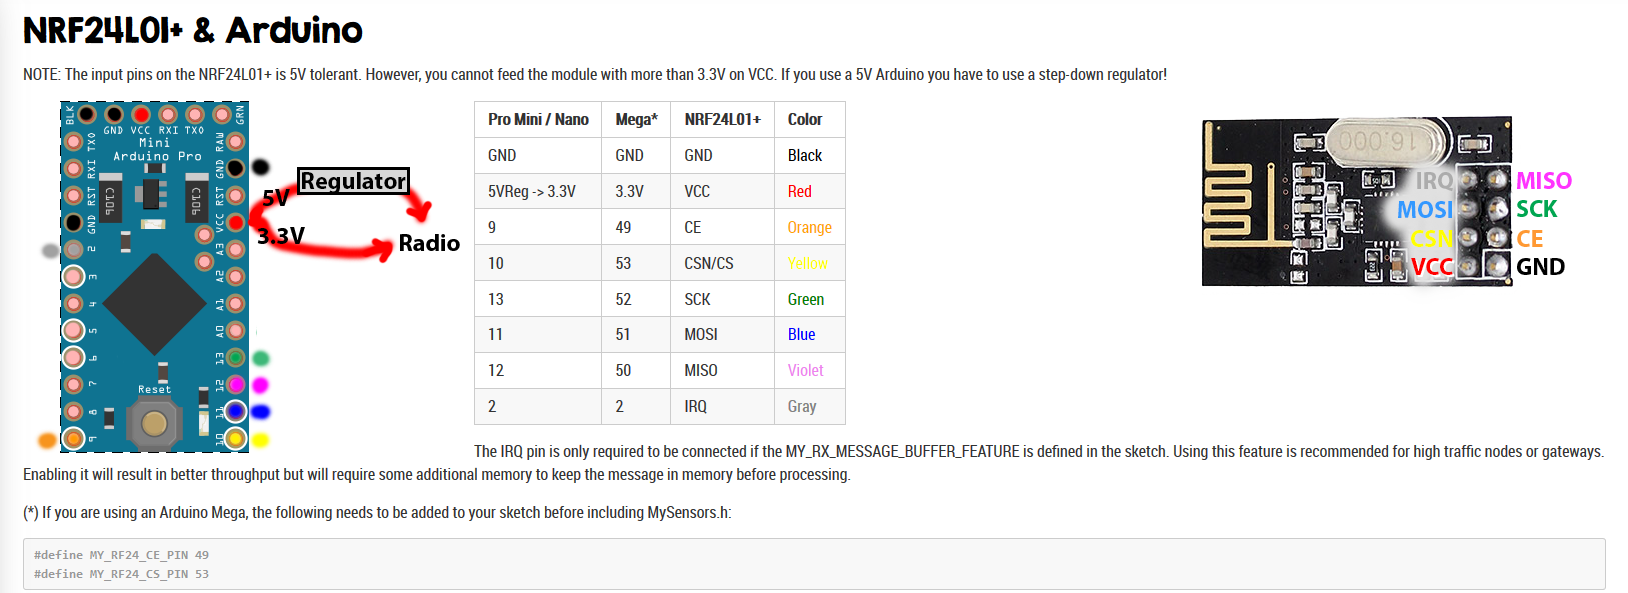 NRF24L01+ & Arduino
NOTE: The input pins on the NRF24L01+ is 5V tolerant. However, you cannot feed the module with more than 3.3V on VCC. If you use a 5V Arduino you have to use a step-down regulator!
BLK
GRN
GND VCC RXI TXO
Mini
Arduino Pro
TXO
RXI
RST
GND
2
3
4
5
6
7
8
9
RAW
GND
RST
VCC
A3
A2
A1
A0
13
12
11
10
C106
C106
Reset
Regulator
5V
3.3V
Radio
Pro Mini / Nano Mega* NRF24L01+ Color
GND GND GND Black
5VReg -> 3.3V 3.3V VCC Red
9 49 CE Orange
10 53 CSN/CS Yellow
13 52 SCK Green
11 51 MOSI Blue
12 50 MISO Violet
2 2 IRQ Gray
16.000
IRQ MISO
MOSI SCK
CSN CE
VCC GND
The IRQ pin is only required to be connected if the MY_RX_MESSAGE_BUFFER_FEATURE is defined in the sketch. Using this feature is recommended for high traffic nodes or gateways.
Enabling it will result in better throughput but will require some additional memory to keep the message in memory before processing.
(*) If you are using an Arduino Mega, the following needs to be added to your sketch before including MySensors.h:
#define MY_RF24_CE_PIN 49
#define MY_RF24_CS_PIN 53